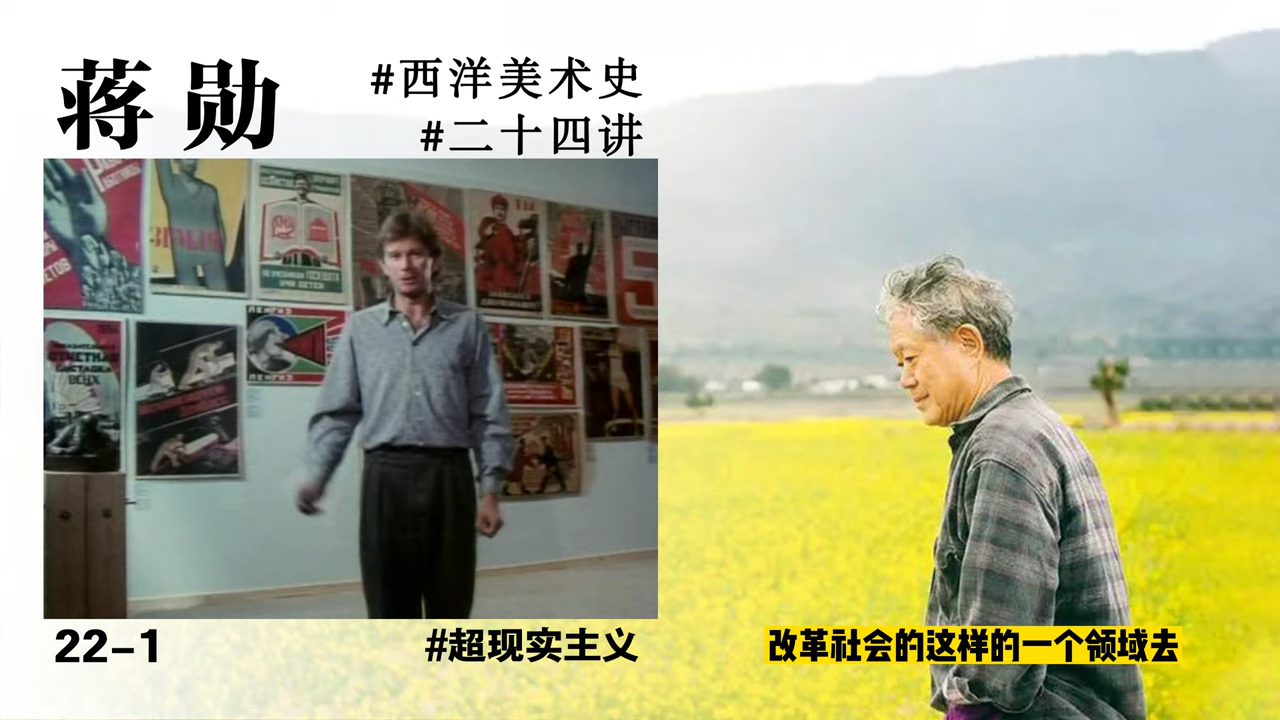 蒋勋
#西洋美术史
#二十四讲
22-1
#超现实主义
改革社会的这样的一个领域去